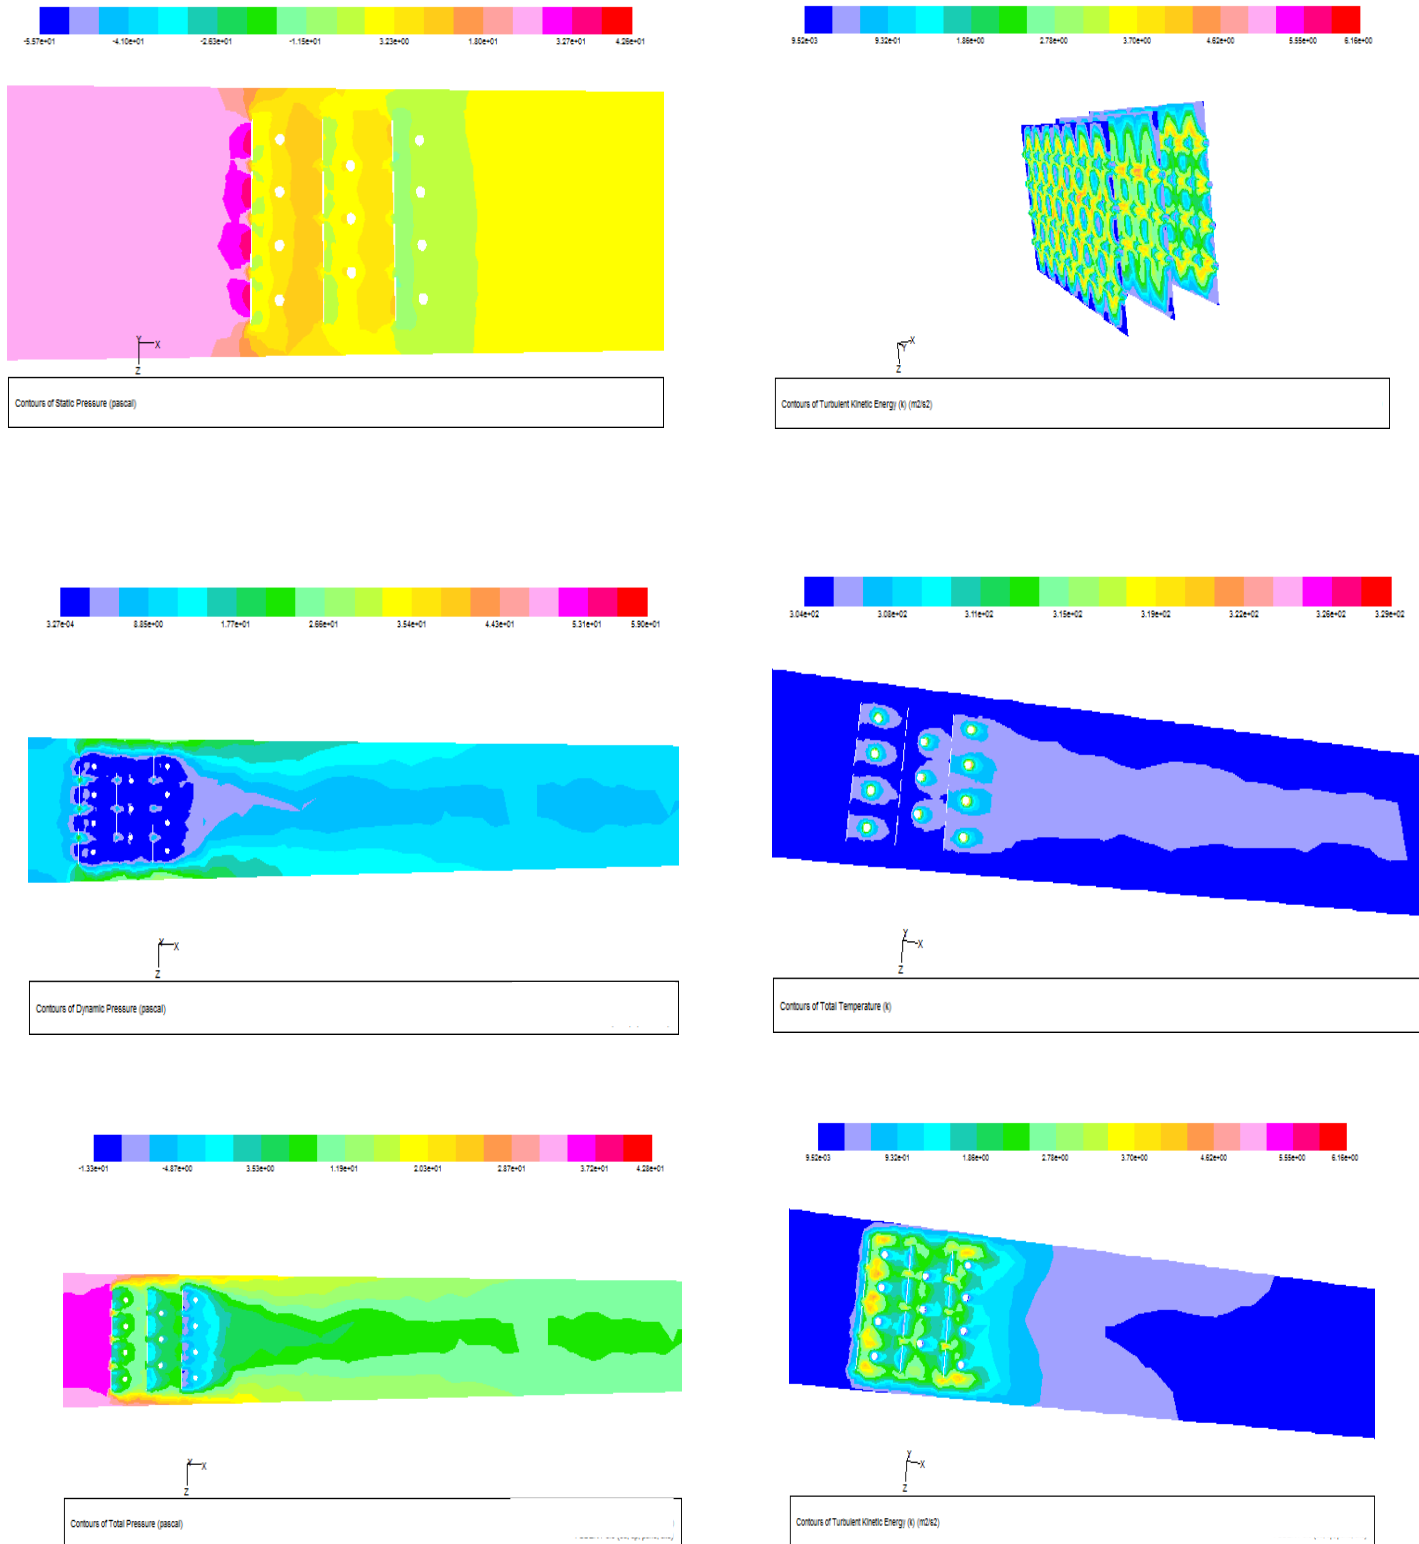 -5.57e+01 -4.10e+01 -2.63e+01 -1.15e+01 3.23e+00 1.80e+01 3.27e+01 4.26e+01
Y X
Z
Contours of Static Pressure (pascal)
9.52e-03 9.32e-01 1.86e+00 2.78e+00 3.70e+00 4.62e+00 5.55e+00 6.16e+00
X
Y
Z
Contours of Turbulent Kinetic Energy (k) (m2/s2)
3.27e-04 8.85e+00 1.77e+01 2.66e+01 3.54e+01 4.43e+01 5.31e+01 5.90e+01
Y X
Z
Contours of Dynamic Pressure (pascal)
3.04e+02 3.08e+02 3.11e+02 3.15e+02 3.19e+02 3.22e+02 3.26e+02 3.29e+02
Y
X
Z
Contours of Total Temperature (k)
-1.33e+01 -4.87e+00 3.53e+00 1.19e+01 2.03e+01 2.87e+01 3.72e+01 4.28e+01
Y X
Z
Contours of Total Pressure (pascal)
9.52e-03 9.32e-01 1.86e+00 2.78e+00 3.70e+00 4.62e+00 5.55e+00 6.16e+00
Y
X
Z
Contours of Turbulent Kinetic Energy (k) (m2/s2)